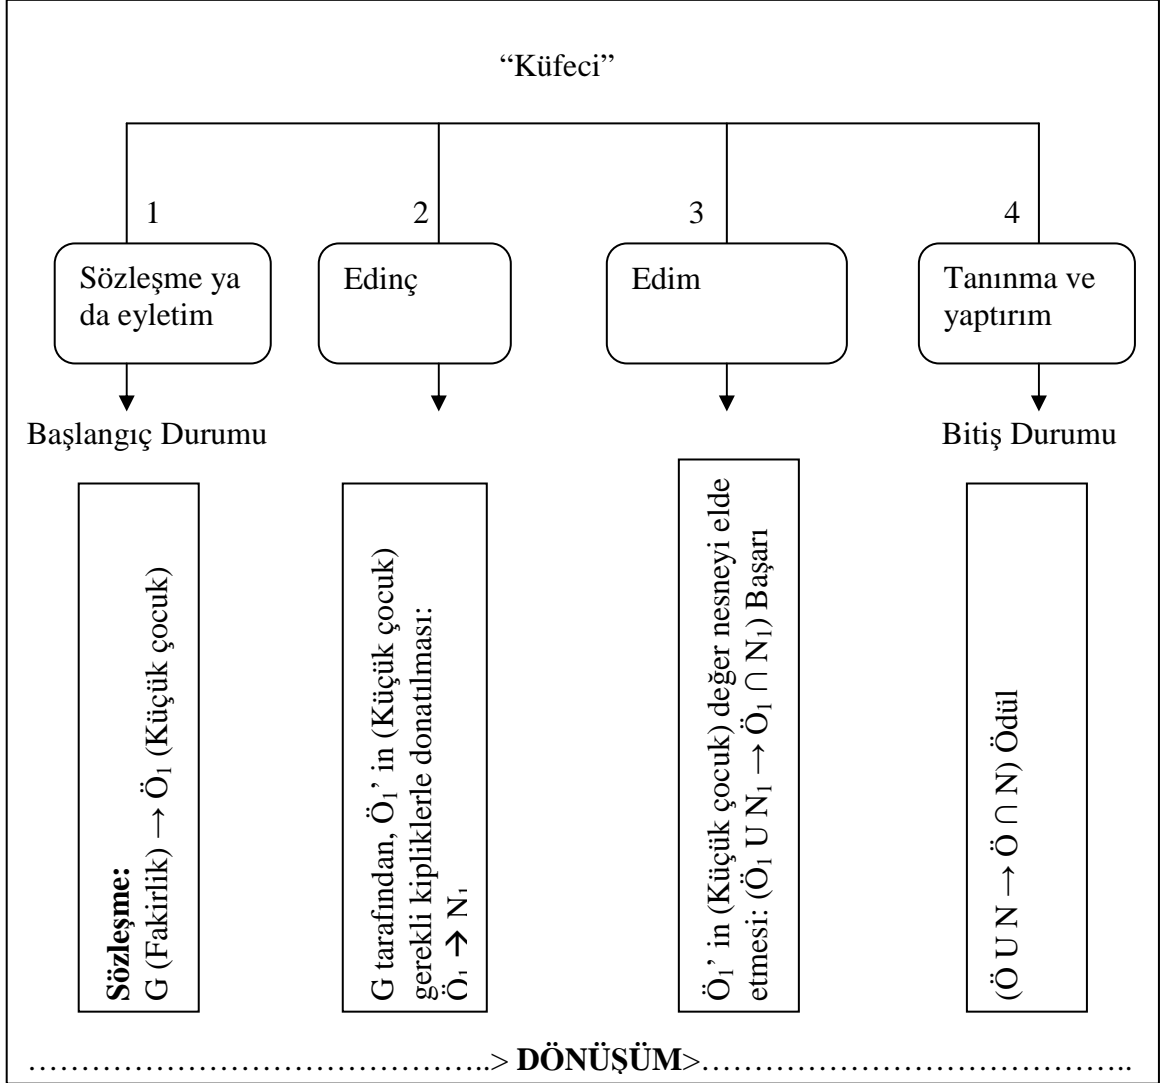 “Küfeci”
1
2
3
4
Sözleşme ya
da eyletim
Edinç
Edim
Tanınma ve
yaptırım
Başlangıç Durumu
Bitiş Durumu
Sözleşme:
G (Fakirlik) → Ö₁ (Küçük çocuk)
G tarafından, Ö₁’ in (Küçük çocuk)
gerekli kipliklerle donatılması:
Ö₁ → N₁
Ö₁’ in (Küçük çocuk) değer nesneyi elde
etmesi: (Ö₁ U N₁ → Ö₁ ∩ N₁) Başarı
(Ö U N → Ö ∩ N) Ödül
……………………………………..> DÖNÜŞÜM>…………………………………..